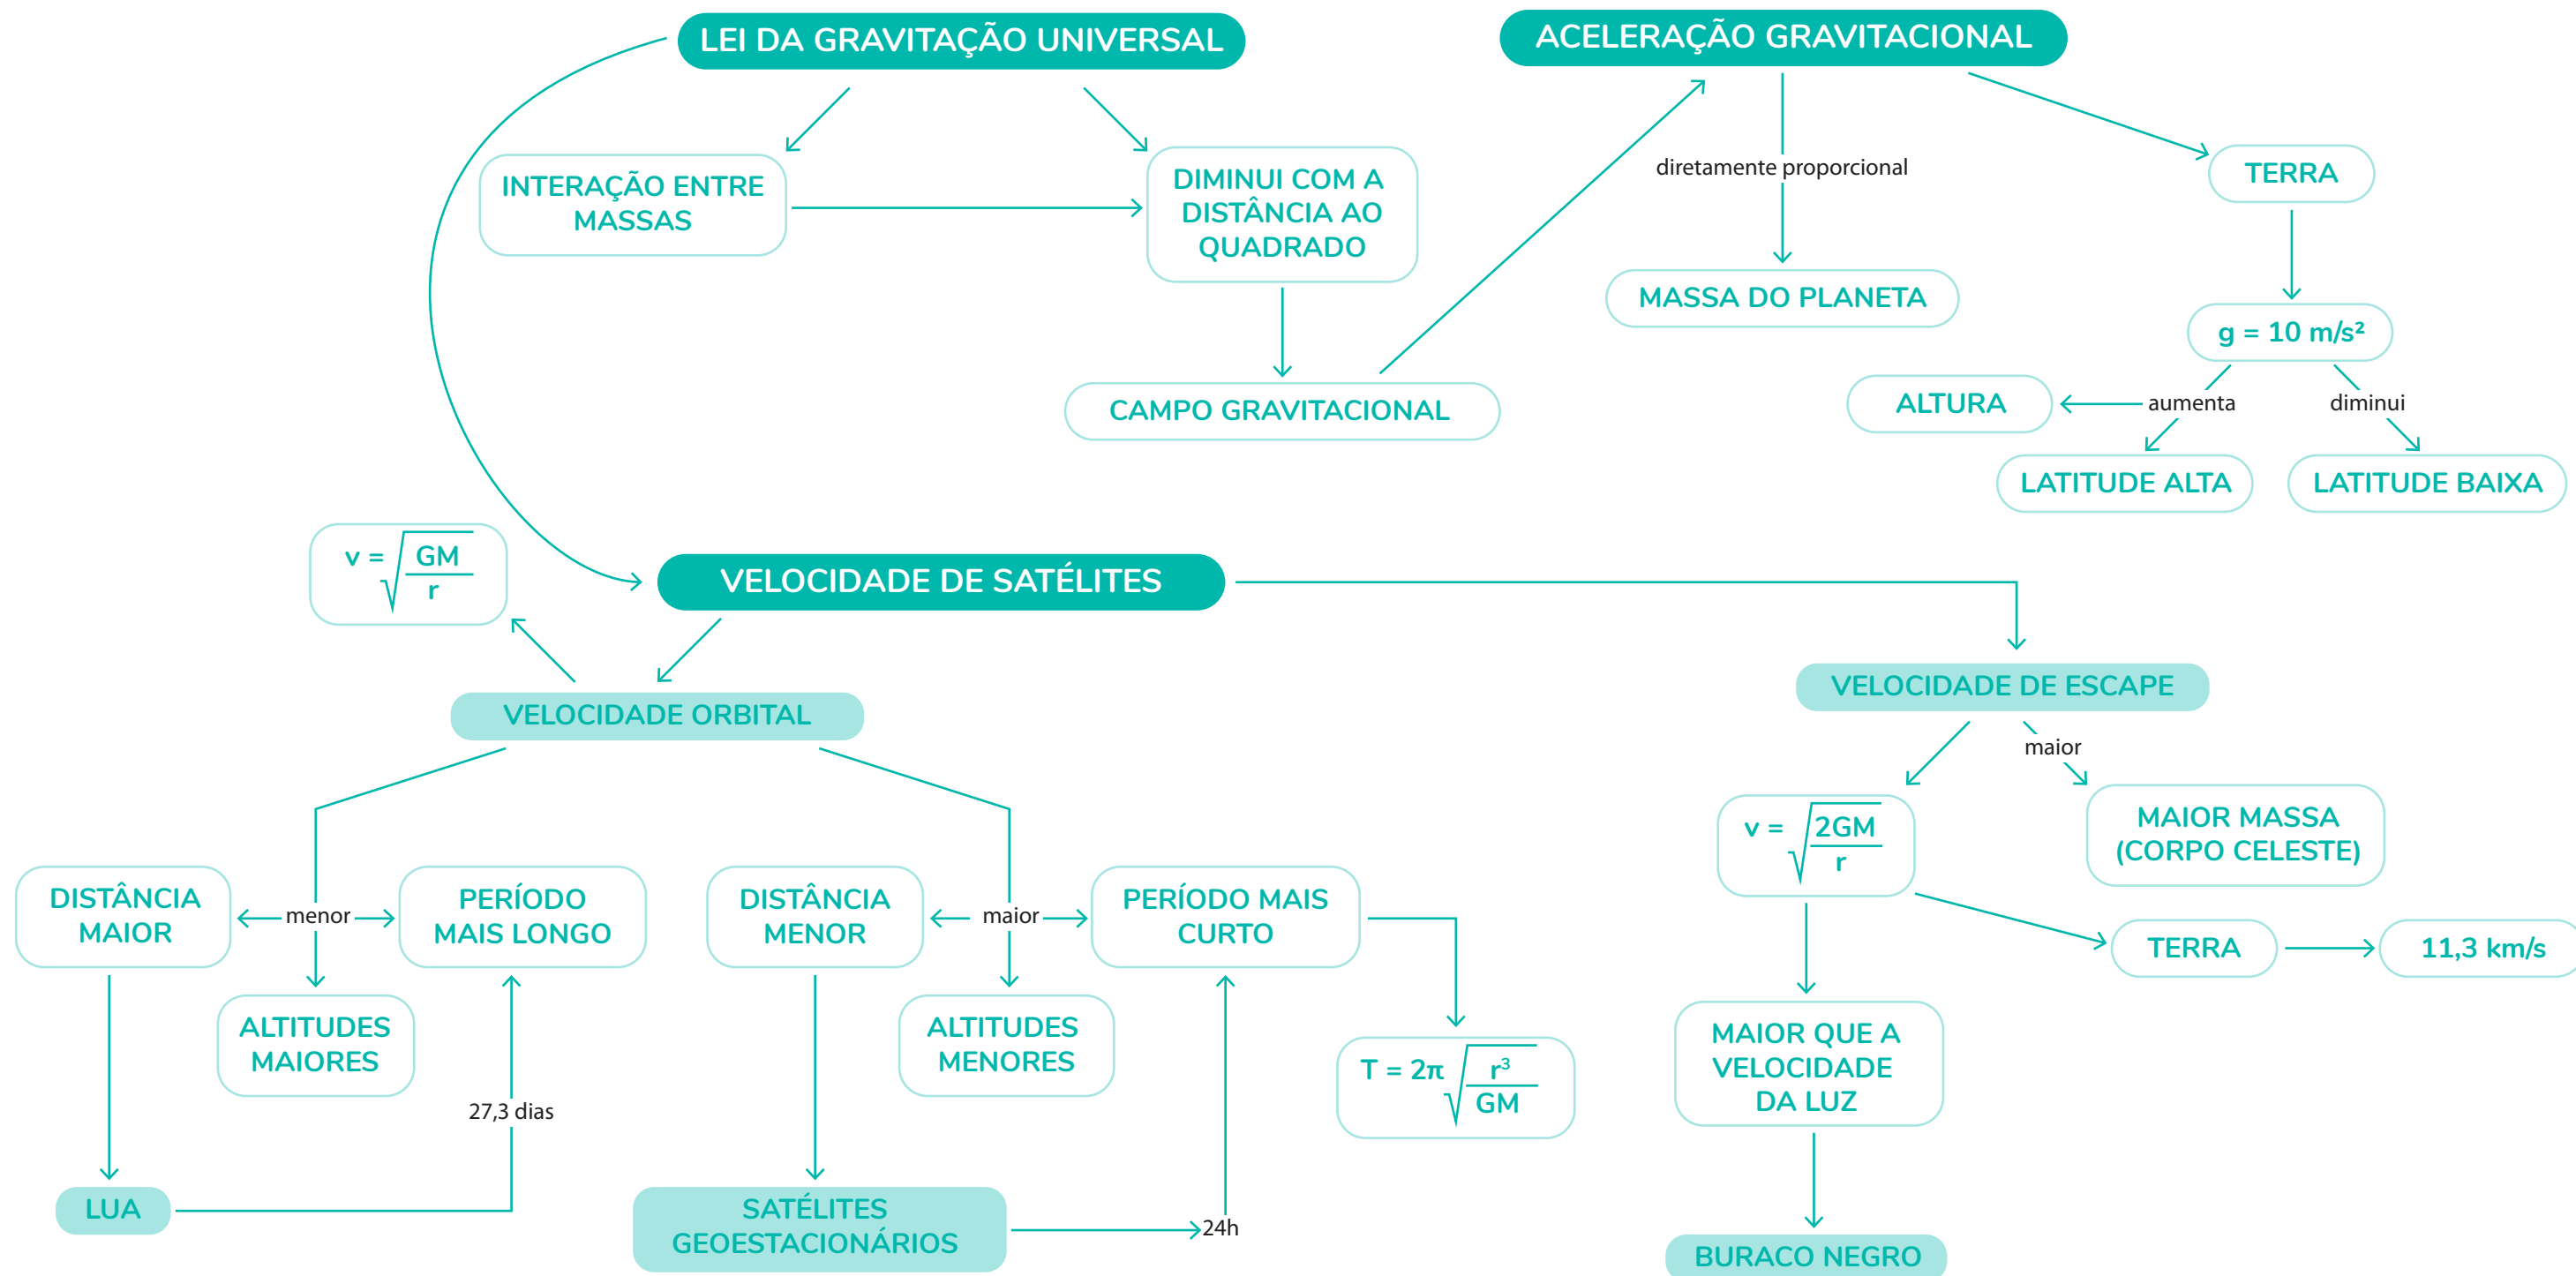 LEI DA GRAVITAÇÃO UNIVERSAL
ACELERAÇÃO GRAVITACIONAL
INTERAÇÃO ENTRE
MASSAS
DIMINUI COM A
DISTÂNCIA AO
QUADRADO
diretamente proporcional
TERRA
MASSA DO PLANETA
g = 10 m/s²
CAMPO GRAVITACIONAL
ALTURA
aumenta
diminui
LATITUDE ALTA
LATITUDE BAIXA
v = √GM/r
VELOCIDADE DE SATÉLITES
VELOCIDADE ORBITAL
VELOCIDADE DE ESCAPE
maior
v = √2GM/r
MAIOR MASSA
(CORPO CELESTE)
DISTÂNCIA
MAIOR
menor
PERÍODO
MAIS LONGO
DISTÂNCIA
MENOR
maior
PERÍODO MAIS
CURTO
TERRA
11,3 km/s
ALTITUDES
MAIORES
ALTITUDES
MENORES
T = 2π √r³/GM
MAIOR QUE A
VELOCIDADE
DA LUZ
27,3 dias
LUA
SATÉLITES
GEOESTACIONÁRIOS
24h
BURACO NEGRO